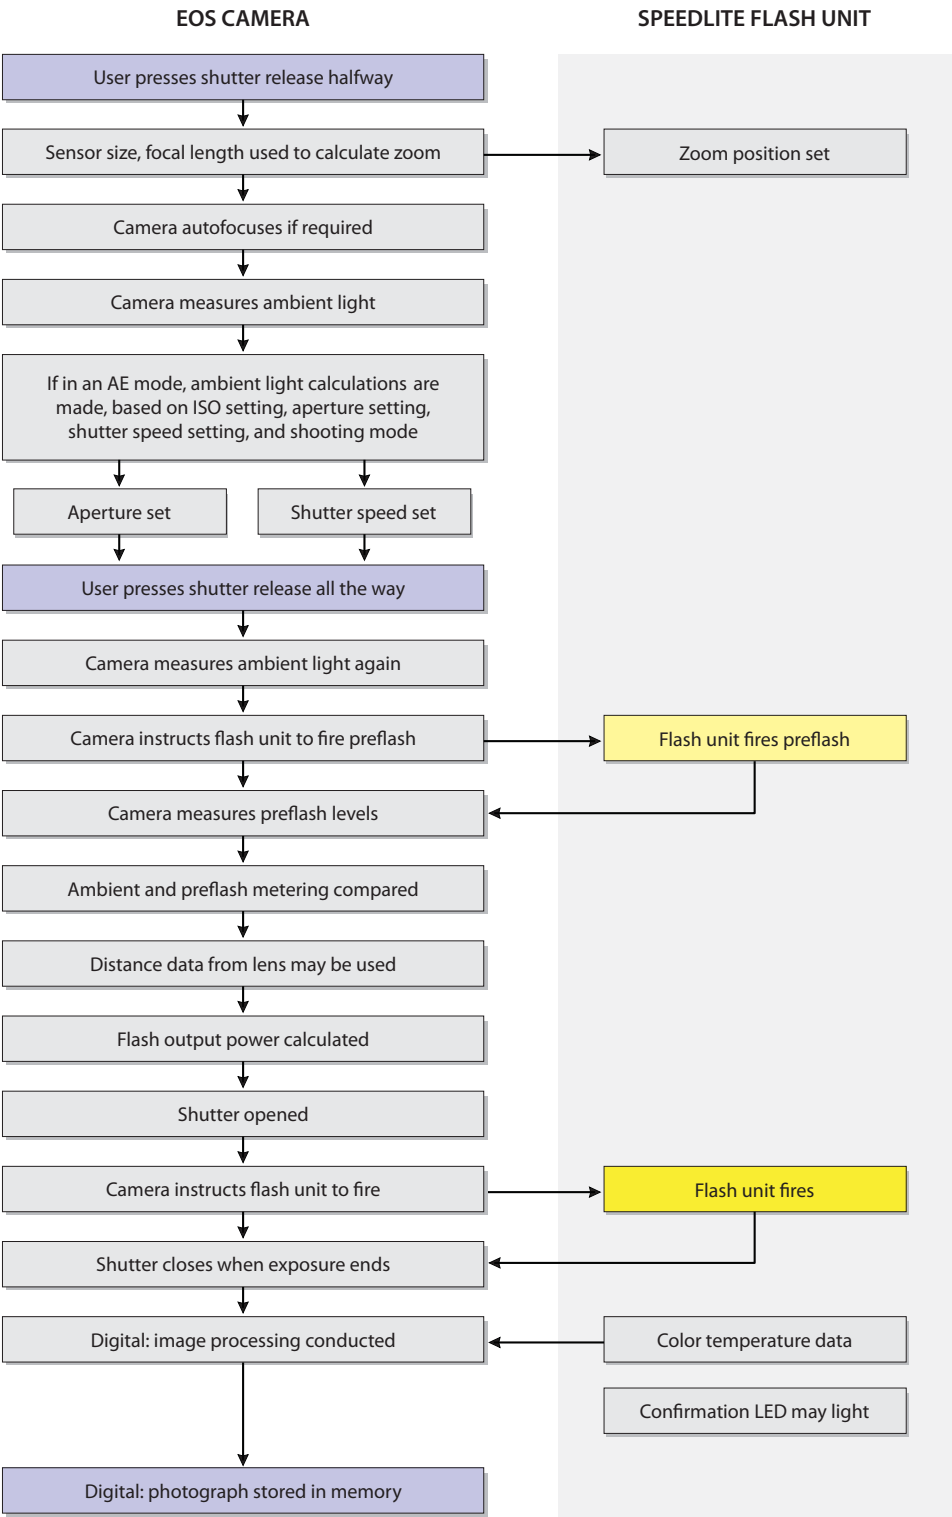 EOS CAMERA
SPEEDLITE FLASH UNIT
User presses shutter release halfway
Sensor size, focal length used to calculate zoom
Zoom position set
Camera autofocuses if required
Camera measures ambient light
If in an AE mode, ambient light calculations are
made, based on ISO setting, aperture setting,
shutter speed setting, and shooting mode
Aperture set
Shutter speed set
User presses shutter release all the way
Camera measures ambient light again
Camera instructs flash unit to fire preflash
Flash unit fires preflash
Camera measures preflash levels
Ambient and preflash metering compared
Distance data from lens may be used
Flash output power calculated
Shutter opened
Camera instructs flash unit to fire
Flash unit fires
Shutter closes when exposure ends
Digital: image processing conducted
Color temperature data
Confirmation LED may light
Digital: photograph stored in memory